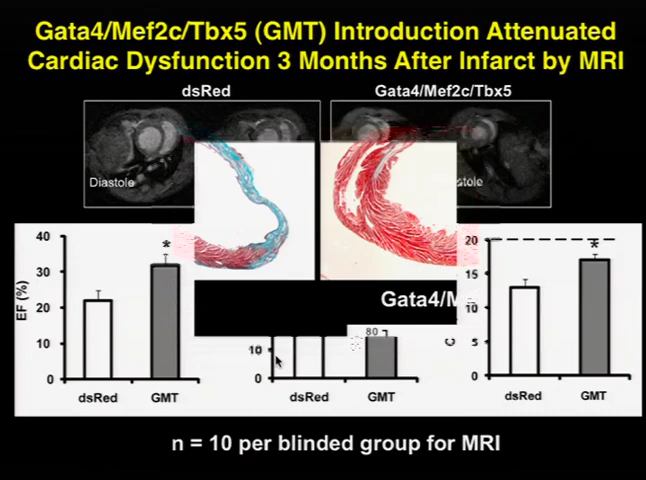 Gata4/Mef2c/Tbx5 (GMT) Introduction Attenuated
Cardiac Dysfunction 3 Months After Infarct by MRI
dsRed
Gata4/Mef2c/Tbx5
Diastole
stole
40
30
20
10
0
EF (%)
*
dsRed
GMT
Gata4/M
80
10
0
dsRed
GMT
20
15
10
5
0
C
*
dsRed
GMT
n = 10 per blinded group for MRI